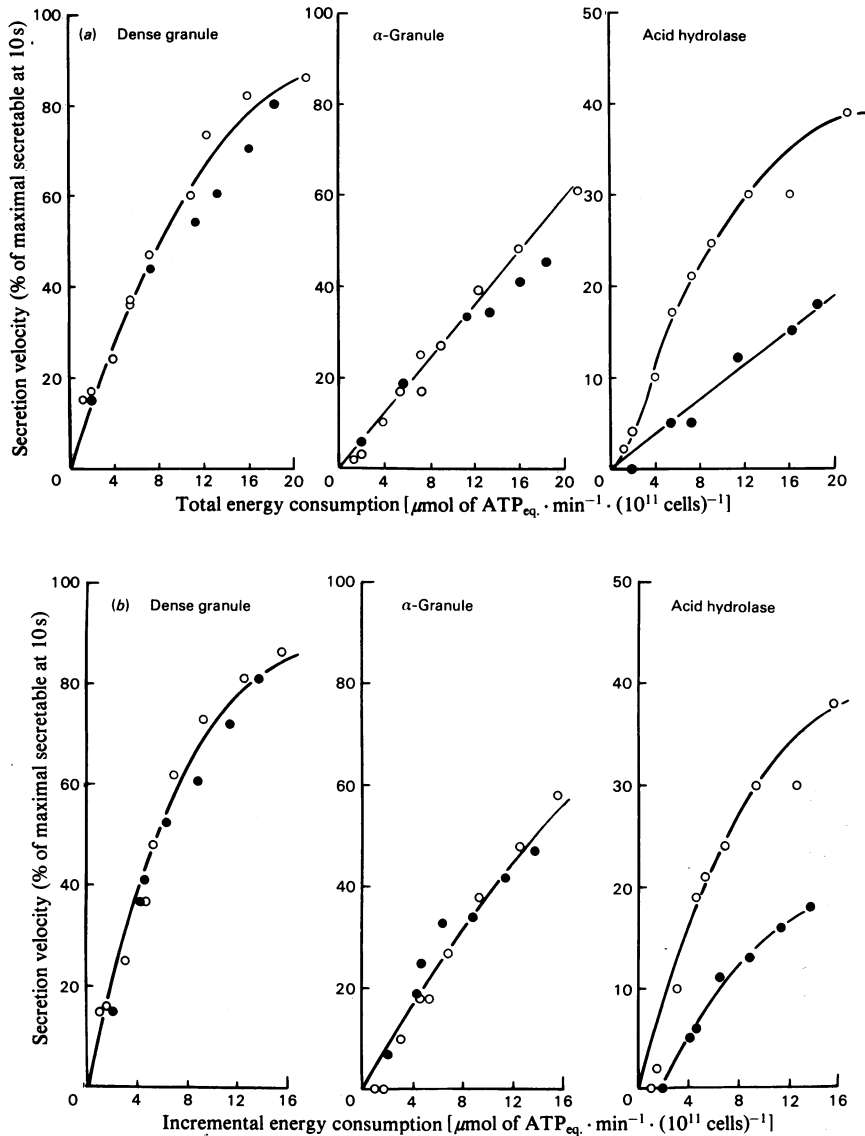 (a) Dense granule
α-Granule
Acid hydrolase
Secretion velocity (% of maximal secretable at 10 s)
100
80
60
40
20
0
4 8 12 16 20
100
80
60
40
20
0
4 8 12 16 20
50
40
30
20
10
0
4 8 12 16 20
Total energy consumption [μmol of ATPeq. · min⁻¹ · (10¹¹ cells)⁻¹]
(b) Dense granule
α-Granule
Acid hydrolase
Secretion velocity (% of maximal secretable at 10 s)
100
80
60
40
20
0
4 8 12 16
100
80
60
40
20
0
4 8 12 16
50
40
30
20
10
0
4 8 12 16
Incremental energy consumption [μmol of ATPeq. · min⁻¹ · (10¹¹ cells)⁻¹]